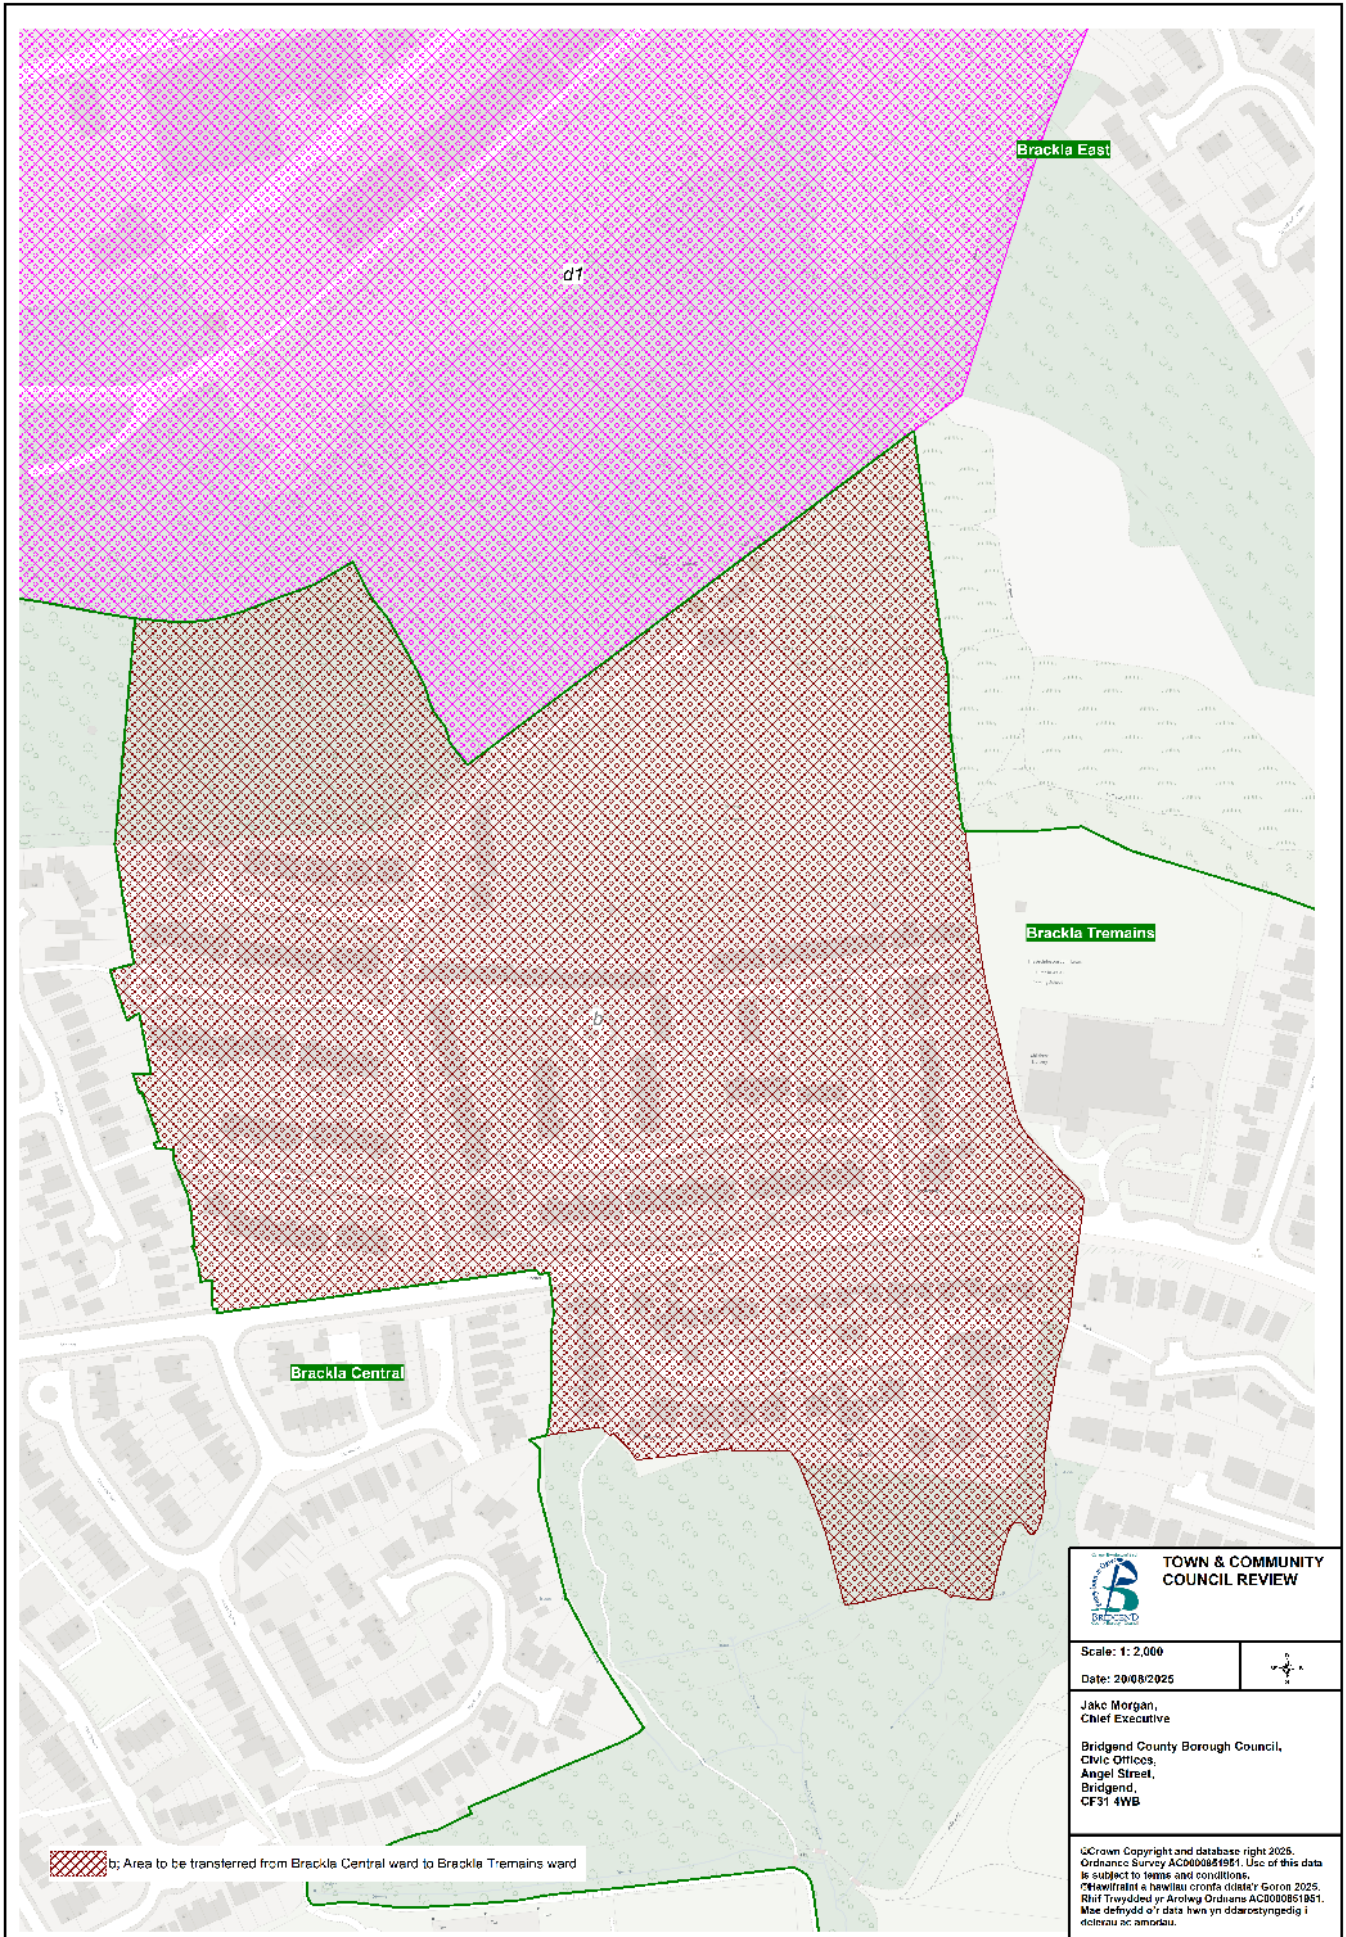 Brackla East
d1
Brackla Tremains
b
Brackla Central
TOWN & COMMUNITY
COUNCIL REVIEW
BRIDGEND
Scale: 1: 2,000
Date: 20/08/2025
Jake Morgan,
Chief Executive
Bridgend County Borough Council,
Civic Offices,
Angel Street,
Bridgend,
CF31 4WB
b; Area to be transferred from Brackla Central ward to Brackla Tremains ward
©Crown Copyright and database right 2025.
Ordnance Survey AC0000851951. Use of this data
is subject to terms and conditions.
©Hawlfraint a hawliau cronfa ddata'r Goron 2025.
Rhif Trwydded yr Arolwg Ordnans AC0000851951.
Mae defnydd o'r data hwn yn ddarostyngedig i
delerau ac amodau.